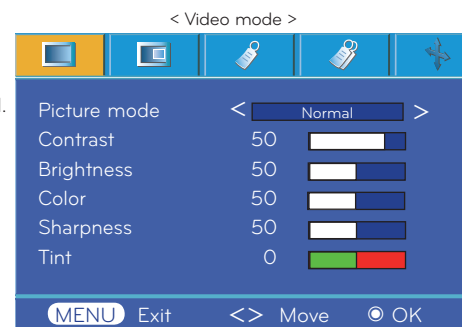 < Video mode >
l.
Picture mode < Normal >
Contrast 50
Brightness 50
Color 50
Sharpness 50
Tint 0
MENU Exit <> Move ◉ OK